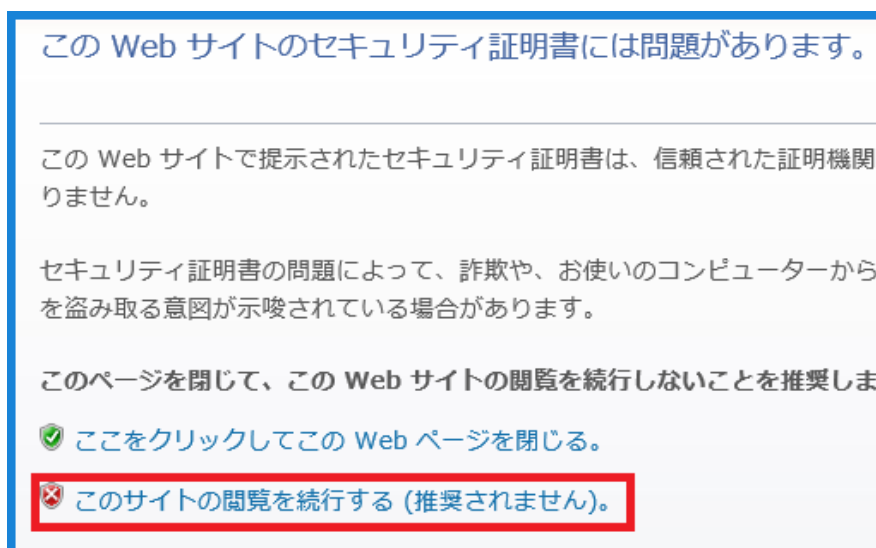 この Web サイトのセキュリティ証明書には問題があります。
この Web サイトで提示されたセキュリティ証明書は、信頼された証明機関
りません。
セキュリティ証明書の問題によって、詐欺や、お使いのコンピューターから
を盗み取る意図が示唆されている場合があります。
このページを閉じて、この Web サイトの閲覧を続行しないことを推奨しま
ここをクリックしてこの Web ページを閉じる。
このサイトの閲覧を続行する (推奨されません)。